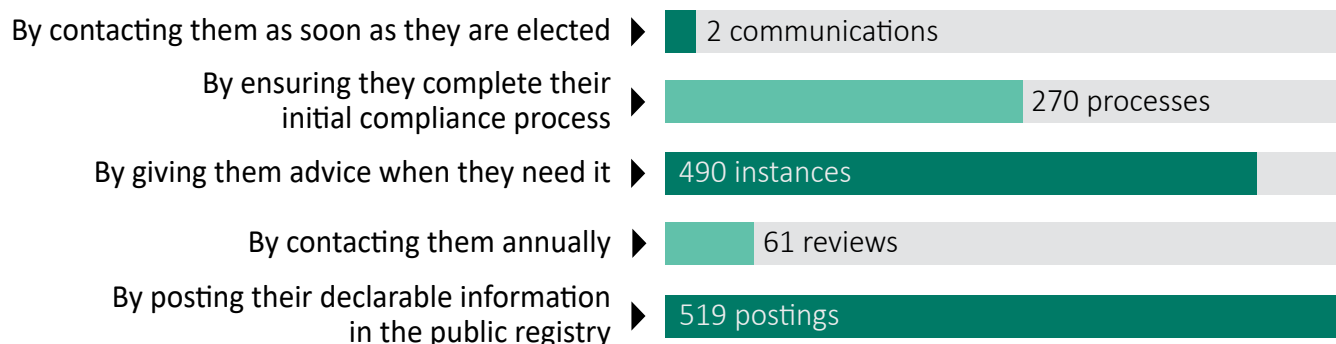 By contacting them as soon as they are elected
2 communications
By ensuring they complete their
initial compliance process
270 processes
By giving them advice when they need it
490 instances
By contacting them annually
61 reviews
By posting their declarable information
in the public registry
519 postings